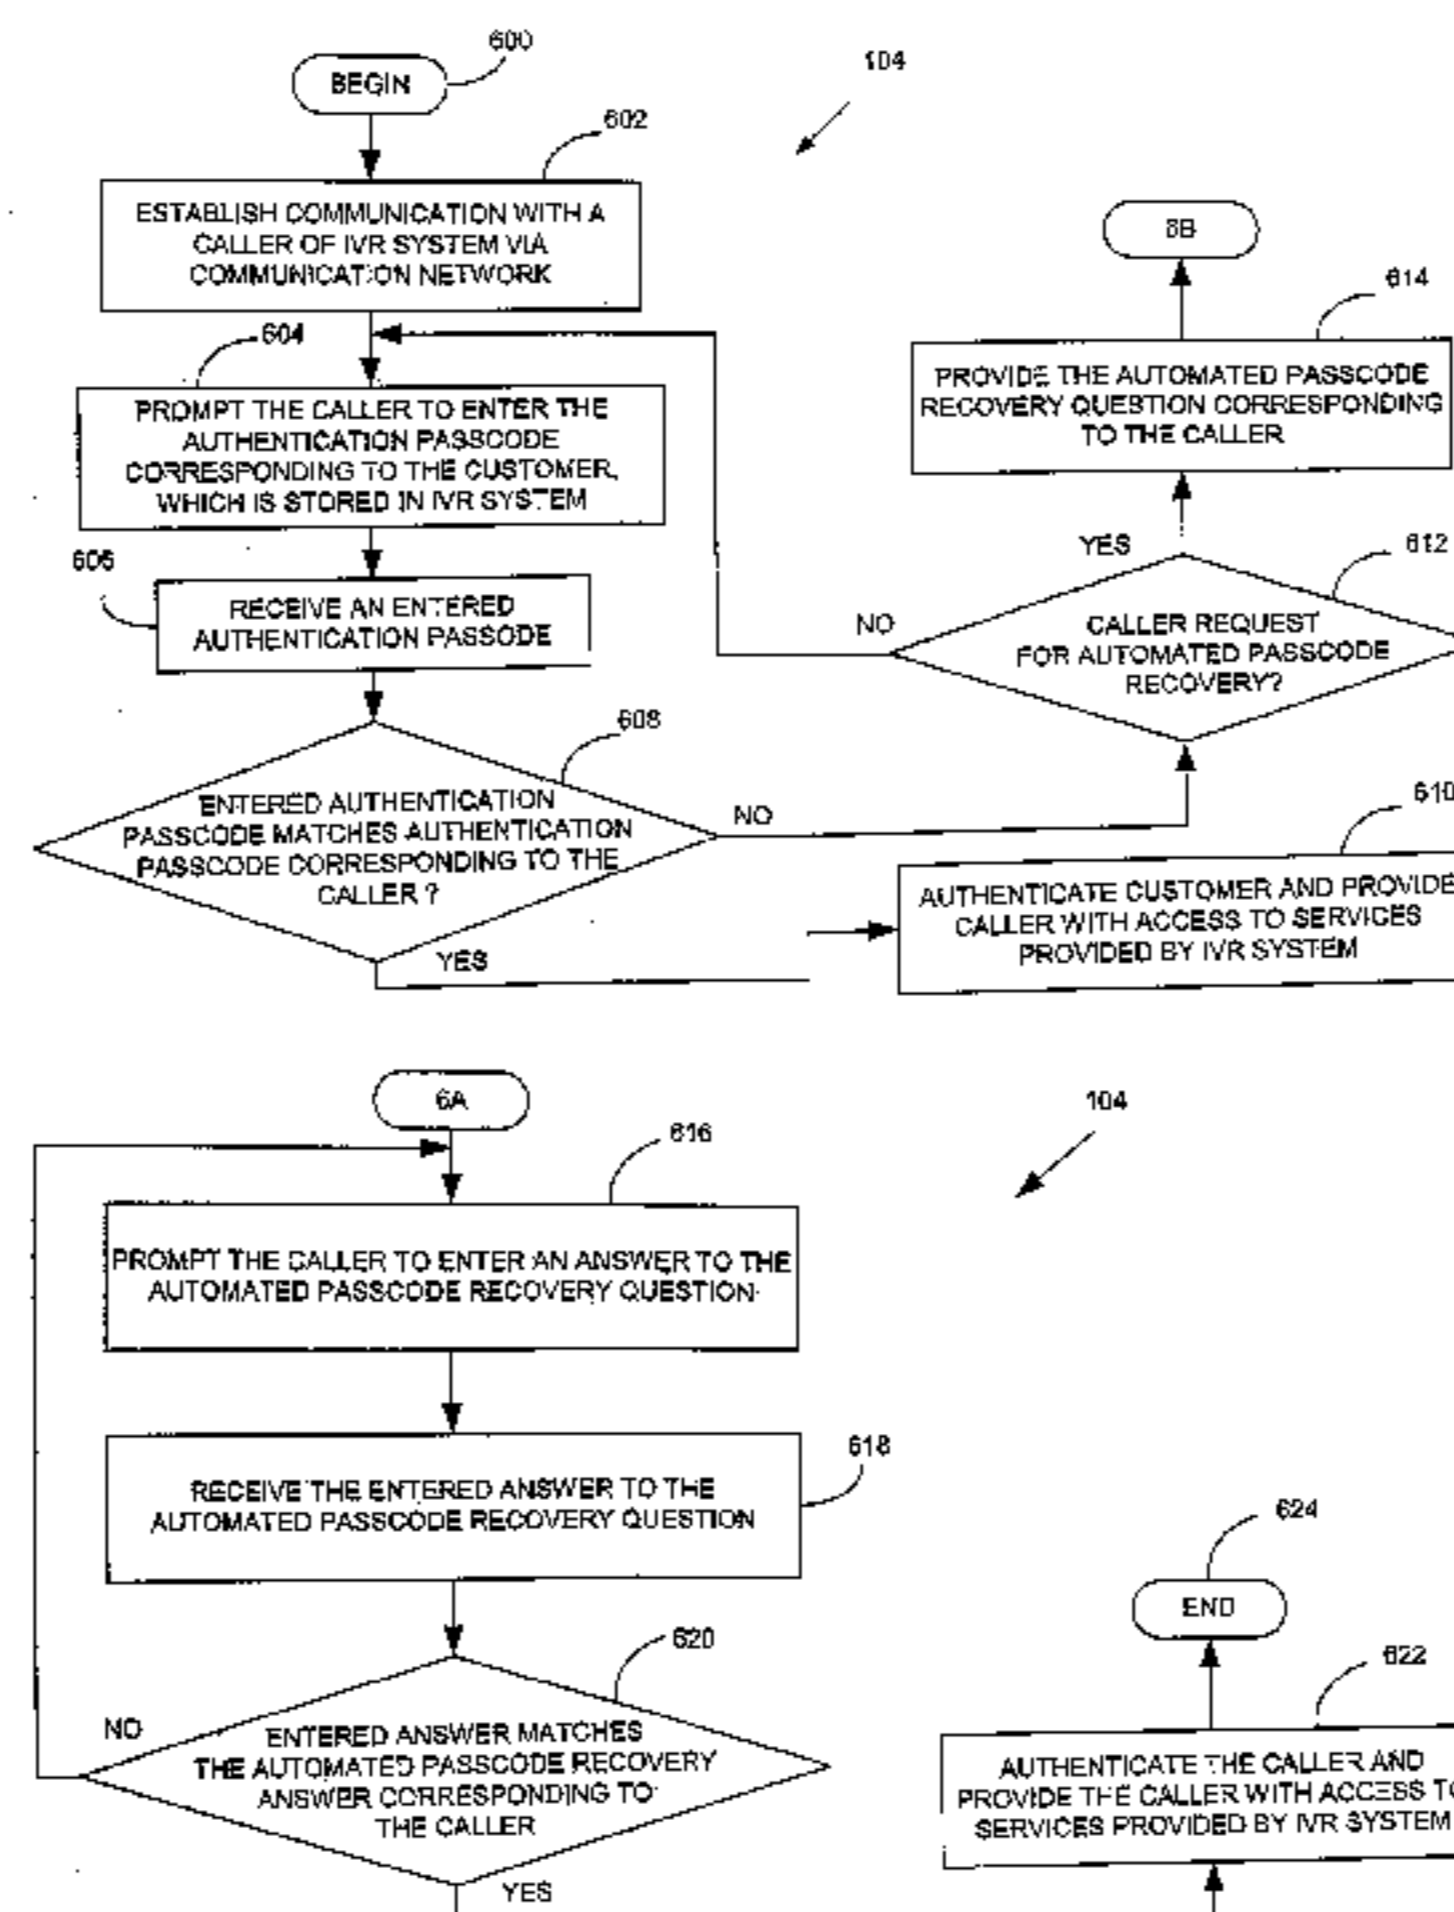 600
BEGIN
104
602
ESTABLISH COMMUNICATION WITH A
CALLER OF IVR SYSTEM VIA
COMMUNICATION NETWORK
604
PROMPT THE CALLER TO ENTER THE
AUTHENTICATION PASSCODE
CORRESPONDING TO THE CUSTOMER,
WHICH IS STORED IN IVR SYSTEM
606
RECEIVE AN ENTERED
AUTHENTICATION PASSODE
608
ENTERED AUTHENTICATION
PASSCODE MATCHES AUTHENTICATION
PASSCODE CORRESPONDING TO THE
CALLER ?
NO
YES
6B
614
PROVIDE THE AUTOMATED PASSCODE
RECOVERY QUESTION CORRESPONDING
TO THE CALLER
YES
612
NO
CALLER REQUEST
FOR AUTOMATED PASSCODE
RECOVERY?
610
AUTHENTICATE CUSTOMER AND PROVIDE
CALLER WITH ACCESS TO SERVICES
PROVIDED BY IVR SYSTEM
6A
104
616
PROMPT THE CALLER TO ENTER AN ANSWER TO THE
AUTOMATED PASSCODE RECOVERY QUESTION
618
RECEIVE THE ENTERED ANSWER TO THE
AUTOMATED PASSCODE RECOVERY QUESTION
620
NO
ENTERED ANSWER MATCHES
THE AUTOMATED PASSCODE RECOVERY
ANSWER CORRESPONDING TO
THE CALLER
YES
624
END
622
AUTHENTICATE THE CALLER AND
PROVIDE THE CALLER WITH ACCESS TO
SERVICES PROVIDED BY IVR SYSTEM